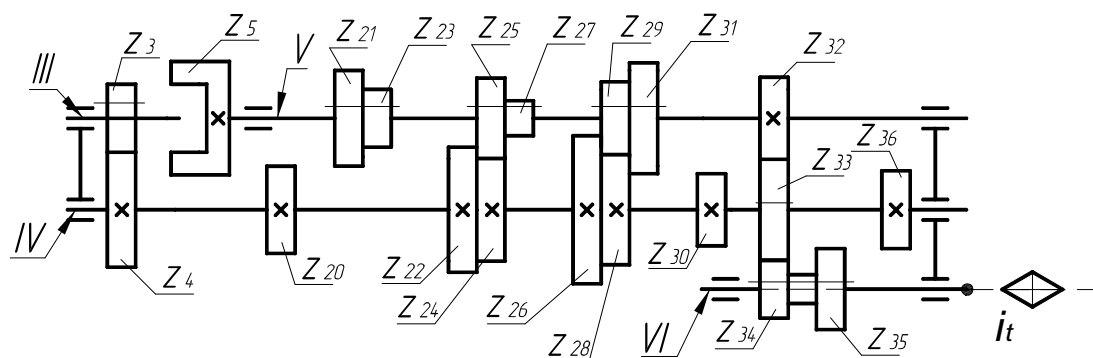 Z 3
Z 5
V
Z 21
Z 23
Z 25
Z 27
Z 29
Z 31
Z 32
III
Z 36
Z 33
IV
Z 4
Z 20
Z 22
Z 24
Z 26
Z 28
Z 30
VI
Z 34
Z 35
it